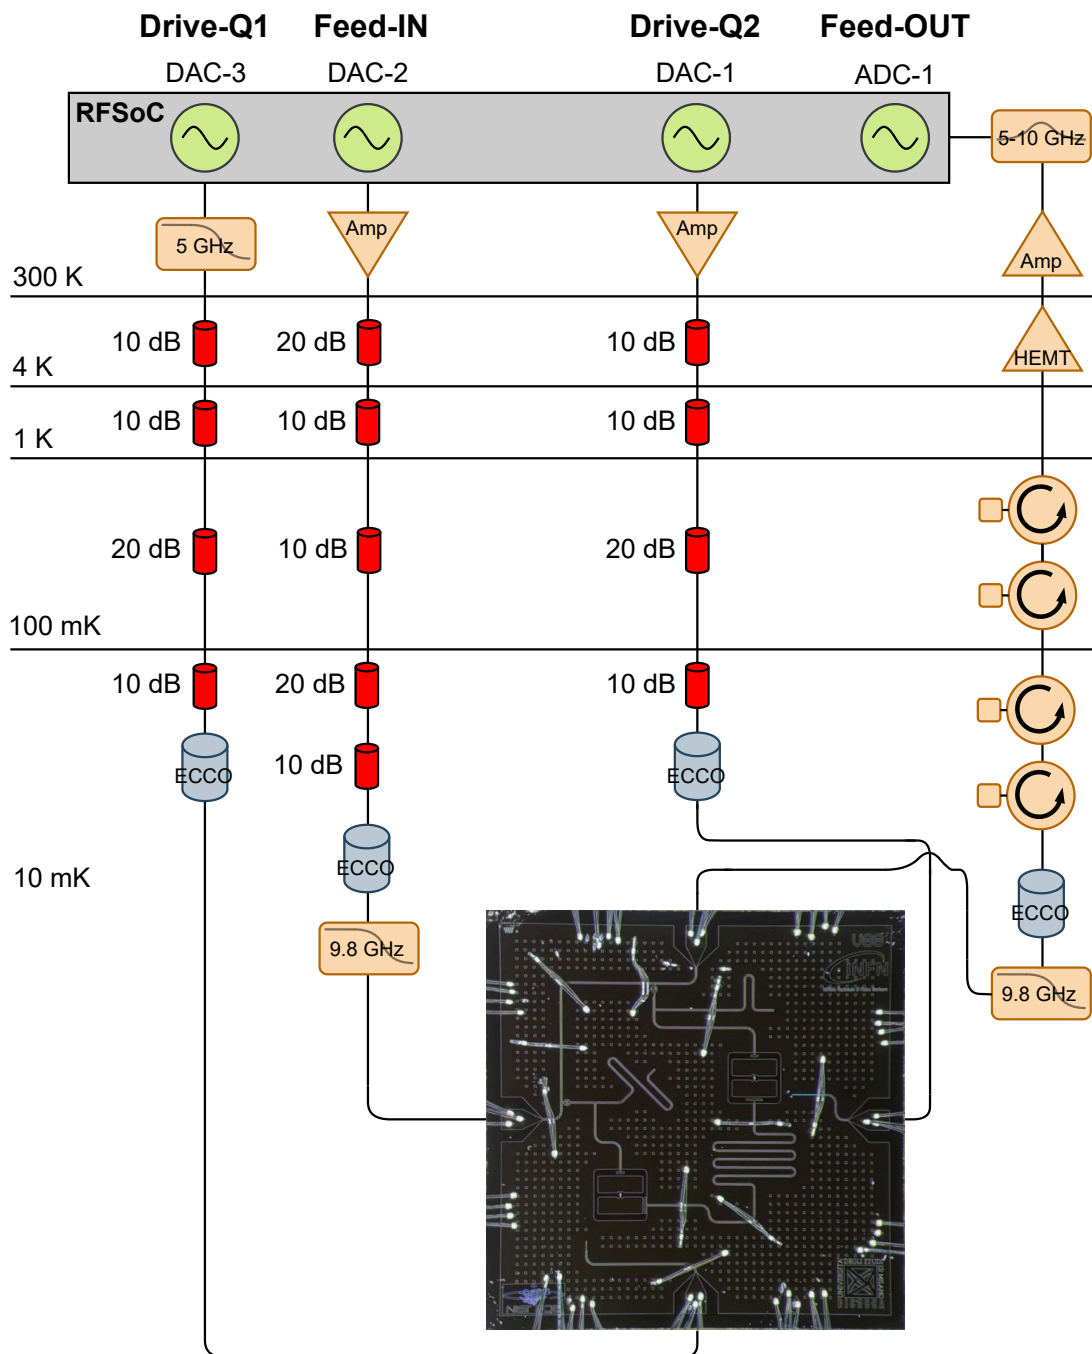 Drive-Q1 Feed-IN Drive-Q2 Feed-OUT
DAC-3 DAC-2 DAC-1 ADC-1
RFSoC
5-10 GHz
5 GHz Amp Amp Amp
300 K
10 dB 20 dB 10 dB HEMT
4 K
10 dB 10 dB 10 dB
1 K
20 dB 10 dB 20 dB
100 mK
10 dB 20 dB 10 dB
ECCO 10 dB ECCO
10 mK ECCO ECCO
9.8 GHz 9.8 GHz
INFN